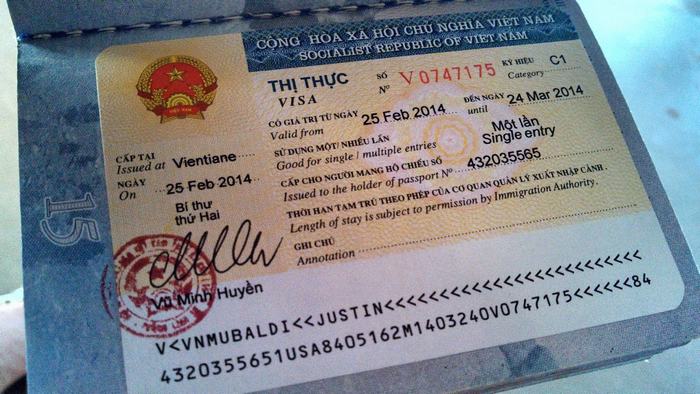 CỘNG HÒA XÃ HỘI CHỦ NGHĨA VIỆT NAM
SOCIALIST REPUBLIC OF VIET NAM
VIỆT NAM
THỊ THỰC
VISA
SỐ
Nº V0747175
KÝ HIỆU
Category C1
CÓ GIÁ TRỊ TỪ NGÀY
Valid from 25 Feb 2014
ĐẾN NGÀY
until 24 Mar 2014
SỬ DỤNG MỘT/ NHIỀU LẦN
Good for single / multiple entries
Một lần
Single entry
CẤP CHO NGƯỜI MANG HỘ CHIẾU SỐ
Issued to the holder of passport Nº 432035565
THỜI HẠN TẠM TRÚ THEO PHÉP CỦA CƠ QUAN QUẢN LÝ XUẤT NHẬP CẢNH.
Length of stay is subject to permission by Immigration Authority.
GHI CHÚ
Annotation
CẤP TẠI
Issued at Vientiane
NGÀY
On 25 Feb 2014
Bí thư
thứ Hai
Vũ Minh Huyền
15
V<VNMUBALDI<<JUSTIN<<<<<<<<<<<<<<<<<<<<<<<<<
4320355651USA8405162M1403240V0747175<<<<<<84